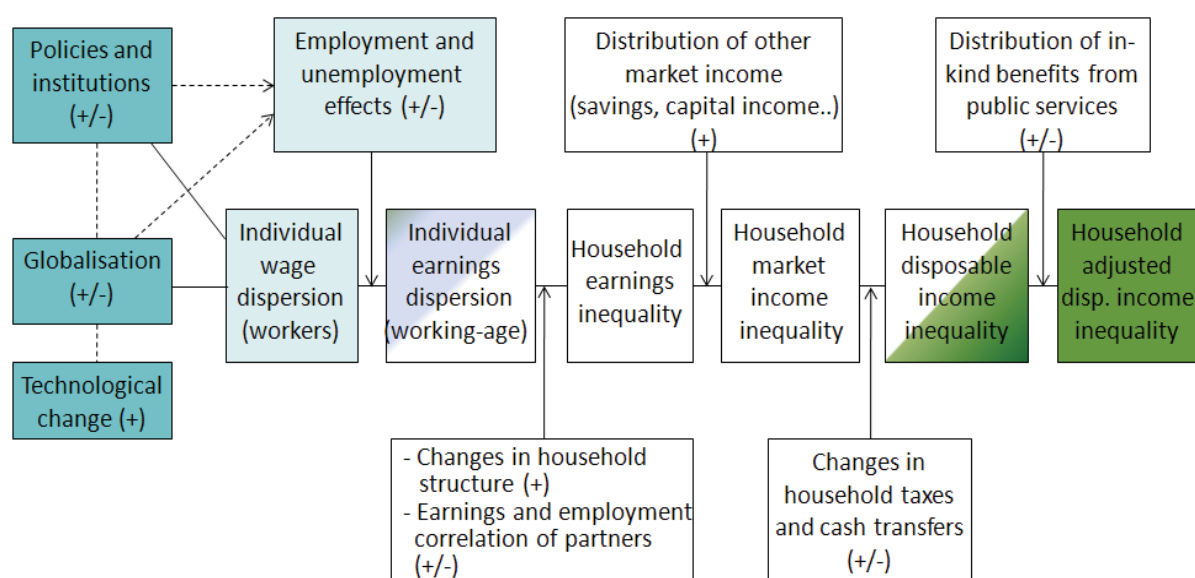 Policies and
institutions
(+/-)
Employment and
unemployment
effects (+/-)
Distribution of other
market income
(savings, capital income..)
(+)
Distribution of in-
kind benefits from
public services
(+/-)
Globalisation
(+/-)
Technological
change (+)
Individual
wage
dispersion
(workers)
Individual
earnings
dispersion
(working-age)
Household
earnings
inequality
Household
market
income
inequality
Household
disposable
income
inequality
Household
adjusted
disp. income
inequality
- Changes in household
structure (+)
- Earnings and employment
correlation of partners
(+/-)
Changes in
household taxes
and cash transfers
(+/-)